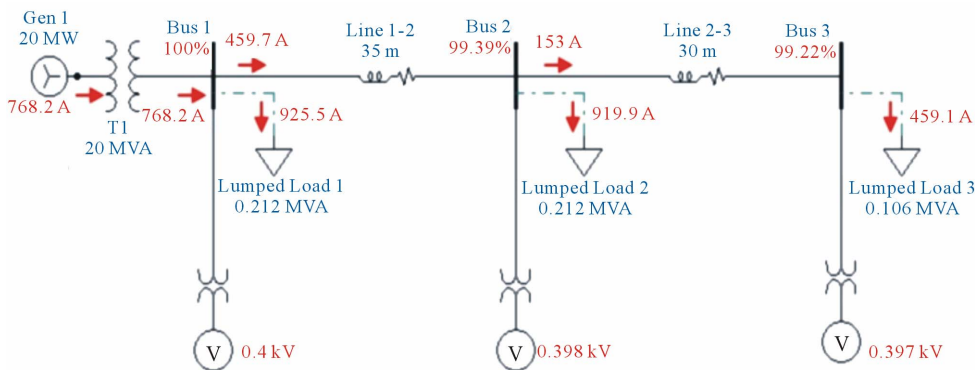 Gen 1
20 MW
768.2 A
T1
20 MVA
768.2 A
Bus 1
100%
459.7 A
925.5 A
Lumped Load 1
0.212 MVA
V
0.4 kV
Line 1-2
35 m
Bus 2
99.39%
153 A
919.9 A
Lumped Load 2
0.212 MVA
V
0.398 kV
Line 2-3
30 m
Bus 3
99.22%
459.1 A
Lumped Load 3
0.106 MVA
V
0.397 kV